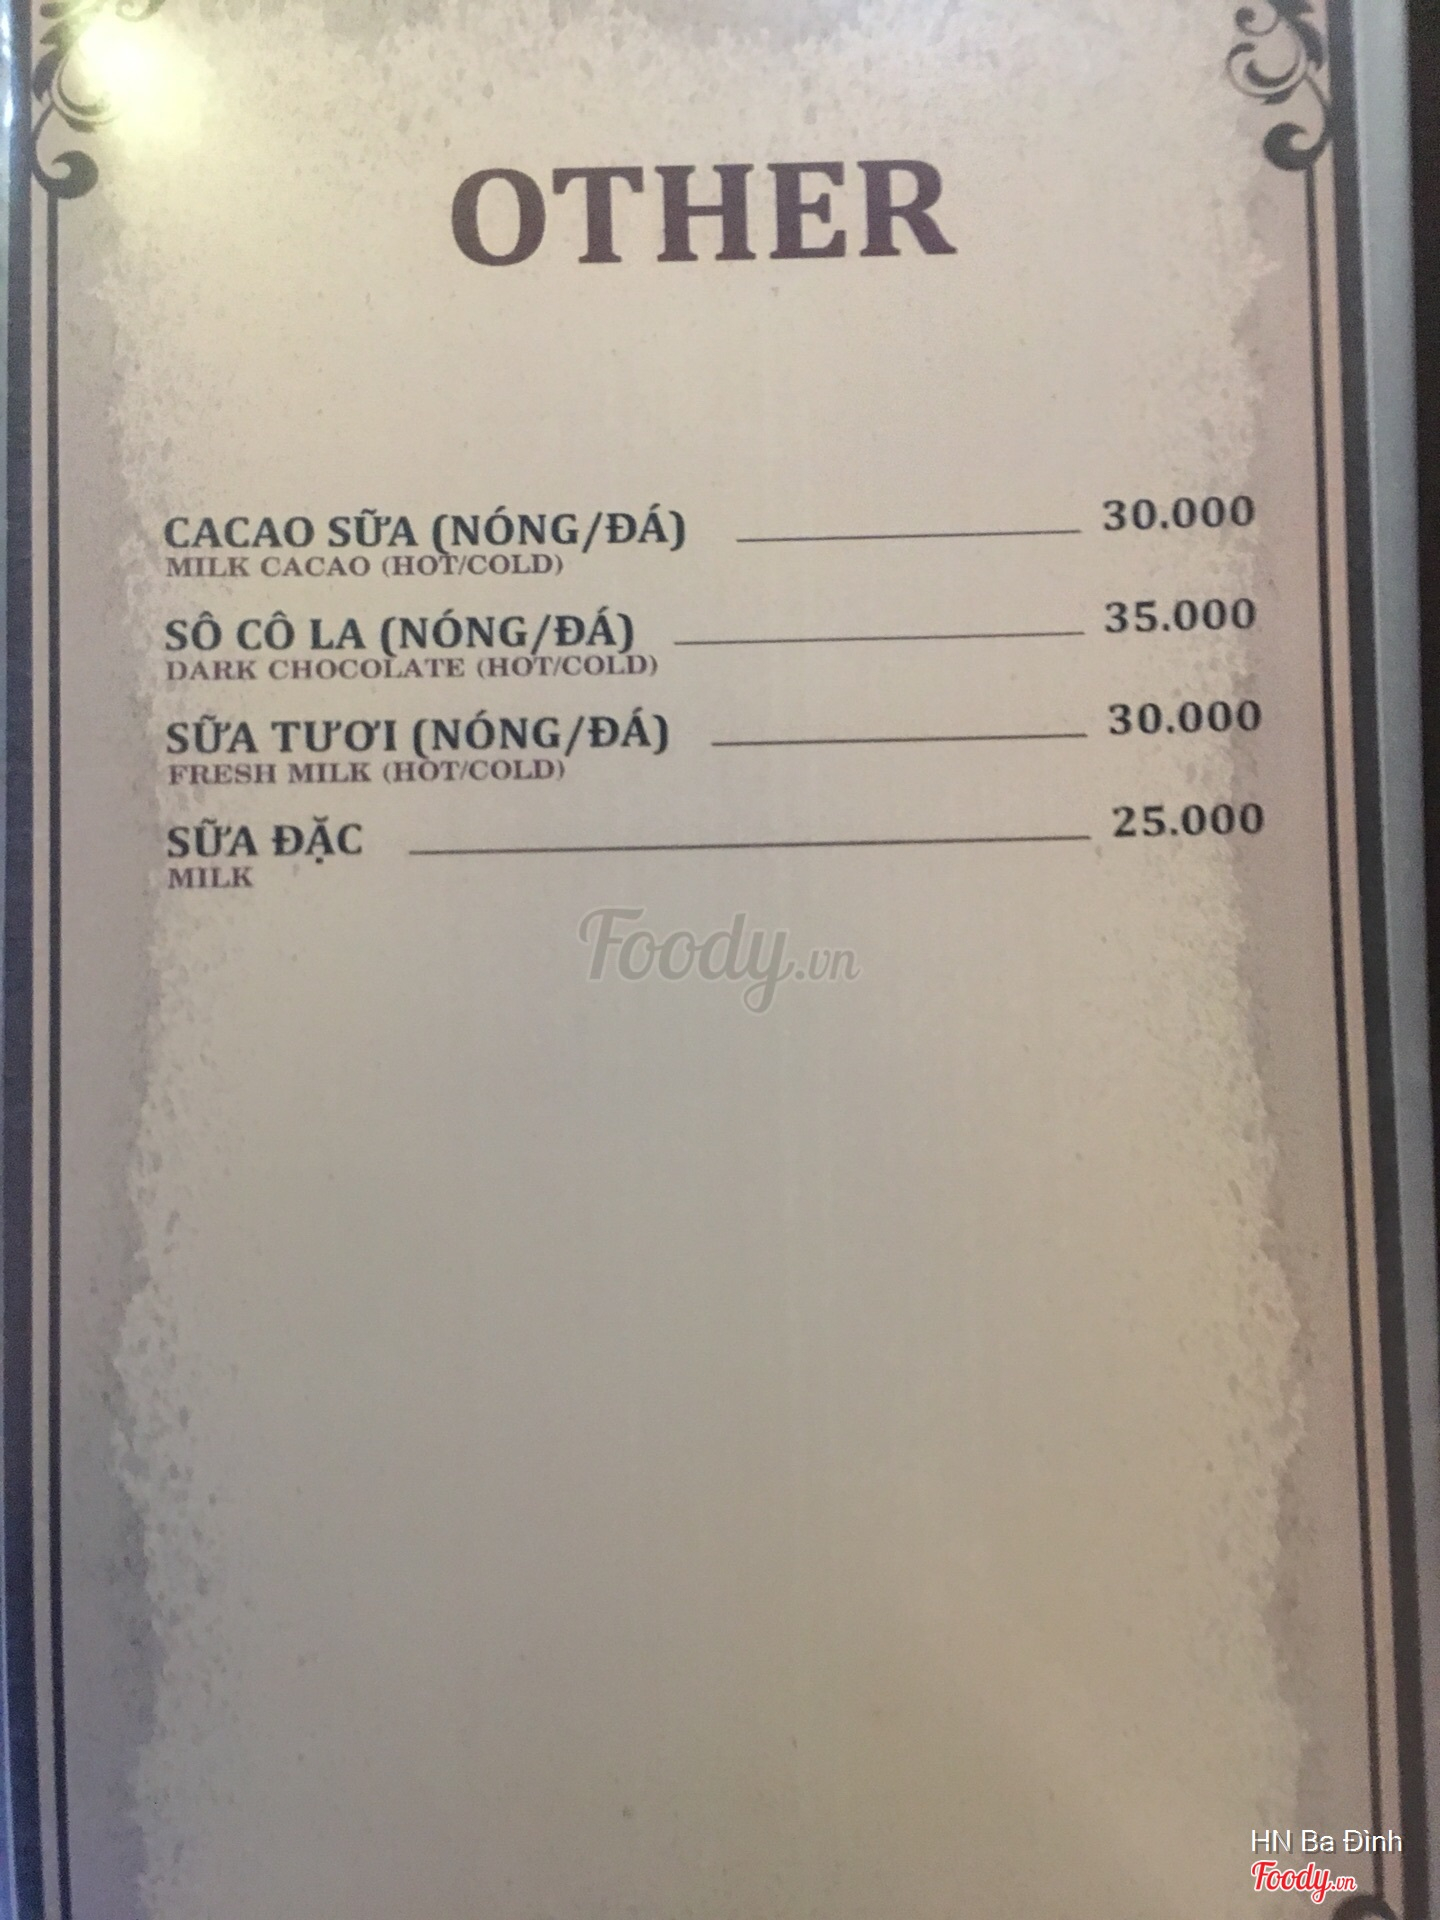 OTHER
CACAO SỮA (NÓNG/ĐÁ) 30.000
MILK CACAO (HOT/COLD)
SÔ CÔ LA (NÓNG/ĐÁ) 35.000
DARK CHOCOLATE (HOT/COLD)
SỮA TƯƠI (NÓNG/ĐÁ) 30.000
FRESH MILK (HOT/COLD)
SỮA ĐẶC 25.000
MILK
Foody.vn
HN Ba Đình
Foody.vn